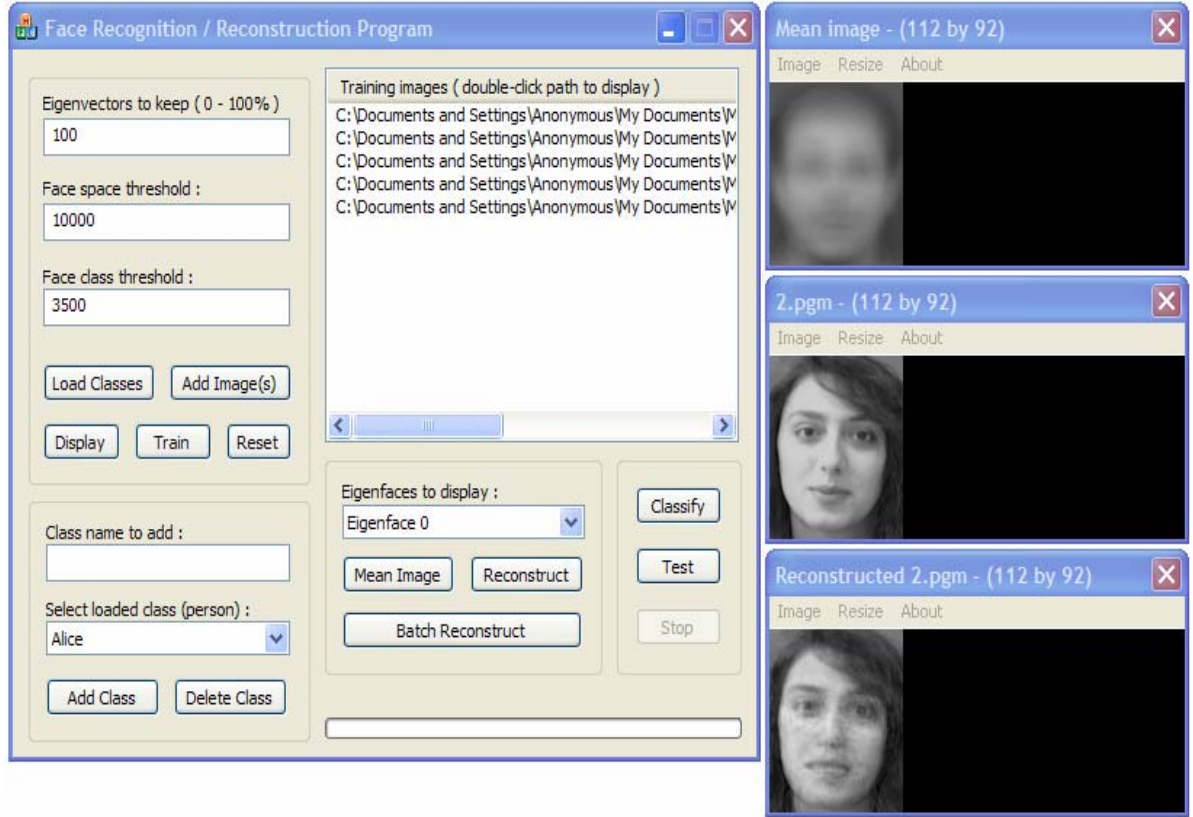 Face Recognition / Reconstruction Program
Eigenvectors to keep ( 0 - 100% )
100
Face space threshold :
10000
Face class threshold :
3500
Load Classes
Add Image(s)
Display
Train
Reset
Class name to add :
Select loaded class (person) :
Alice
Add Class
Delete Class
Training images ( double-click path to display )
C:\Documents and Settings\Anonymous\My Documents\M
C:\Documents and Settings\Anonymous\My Documents\M
C:\Documents and Settings\Anonymous\My Documents\M
C:\Documents and Settings\Anonymous\My Documents\M
C:\Documents and Settings\Anonymous\My Documents\M
Eigenfaces to display :
Eigenface 0
Mean Image
Reconstruct
Batch Reconstruct
Classify
Test
Stop
Mean image - (112 by 92)
Image Resize About
2.pgm - (112 by 92)
Image Resize About
Reconstructed 2.pgm - (112 by 92)
Image Resize About